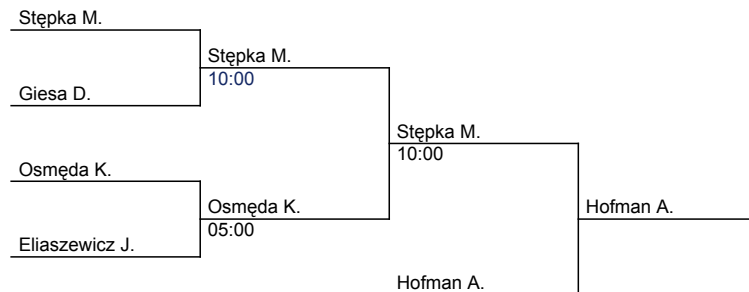 Stępka M.
Stępka M.
10:00
Giesa D.
Stępka M.
10:00
Osmęda K.
Osmęda K.
05:00
Hofman A.
Eliaszewicz J.
Hofman A.